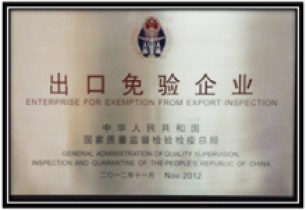 出口免验企业
ENTERPRISE FOR EXEMPTION FROM EXPORT INSPECTION
中华人民共和国
国家质量监督检验检疫总局
GENERAL ADMINISTRATION OF QUALITY SUPERVISION,
INSPECTION AND QUARANTINE OF THE PEOPLE'S REPUBLIC OF CHINA
二〇一二年十一月 Nov 2012